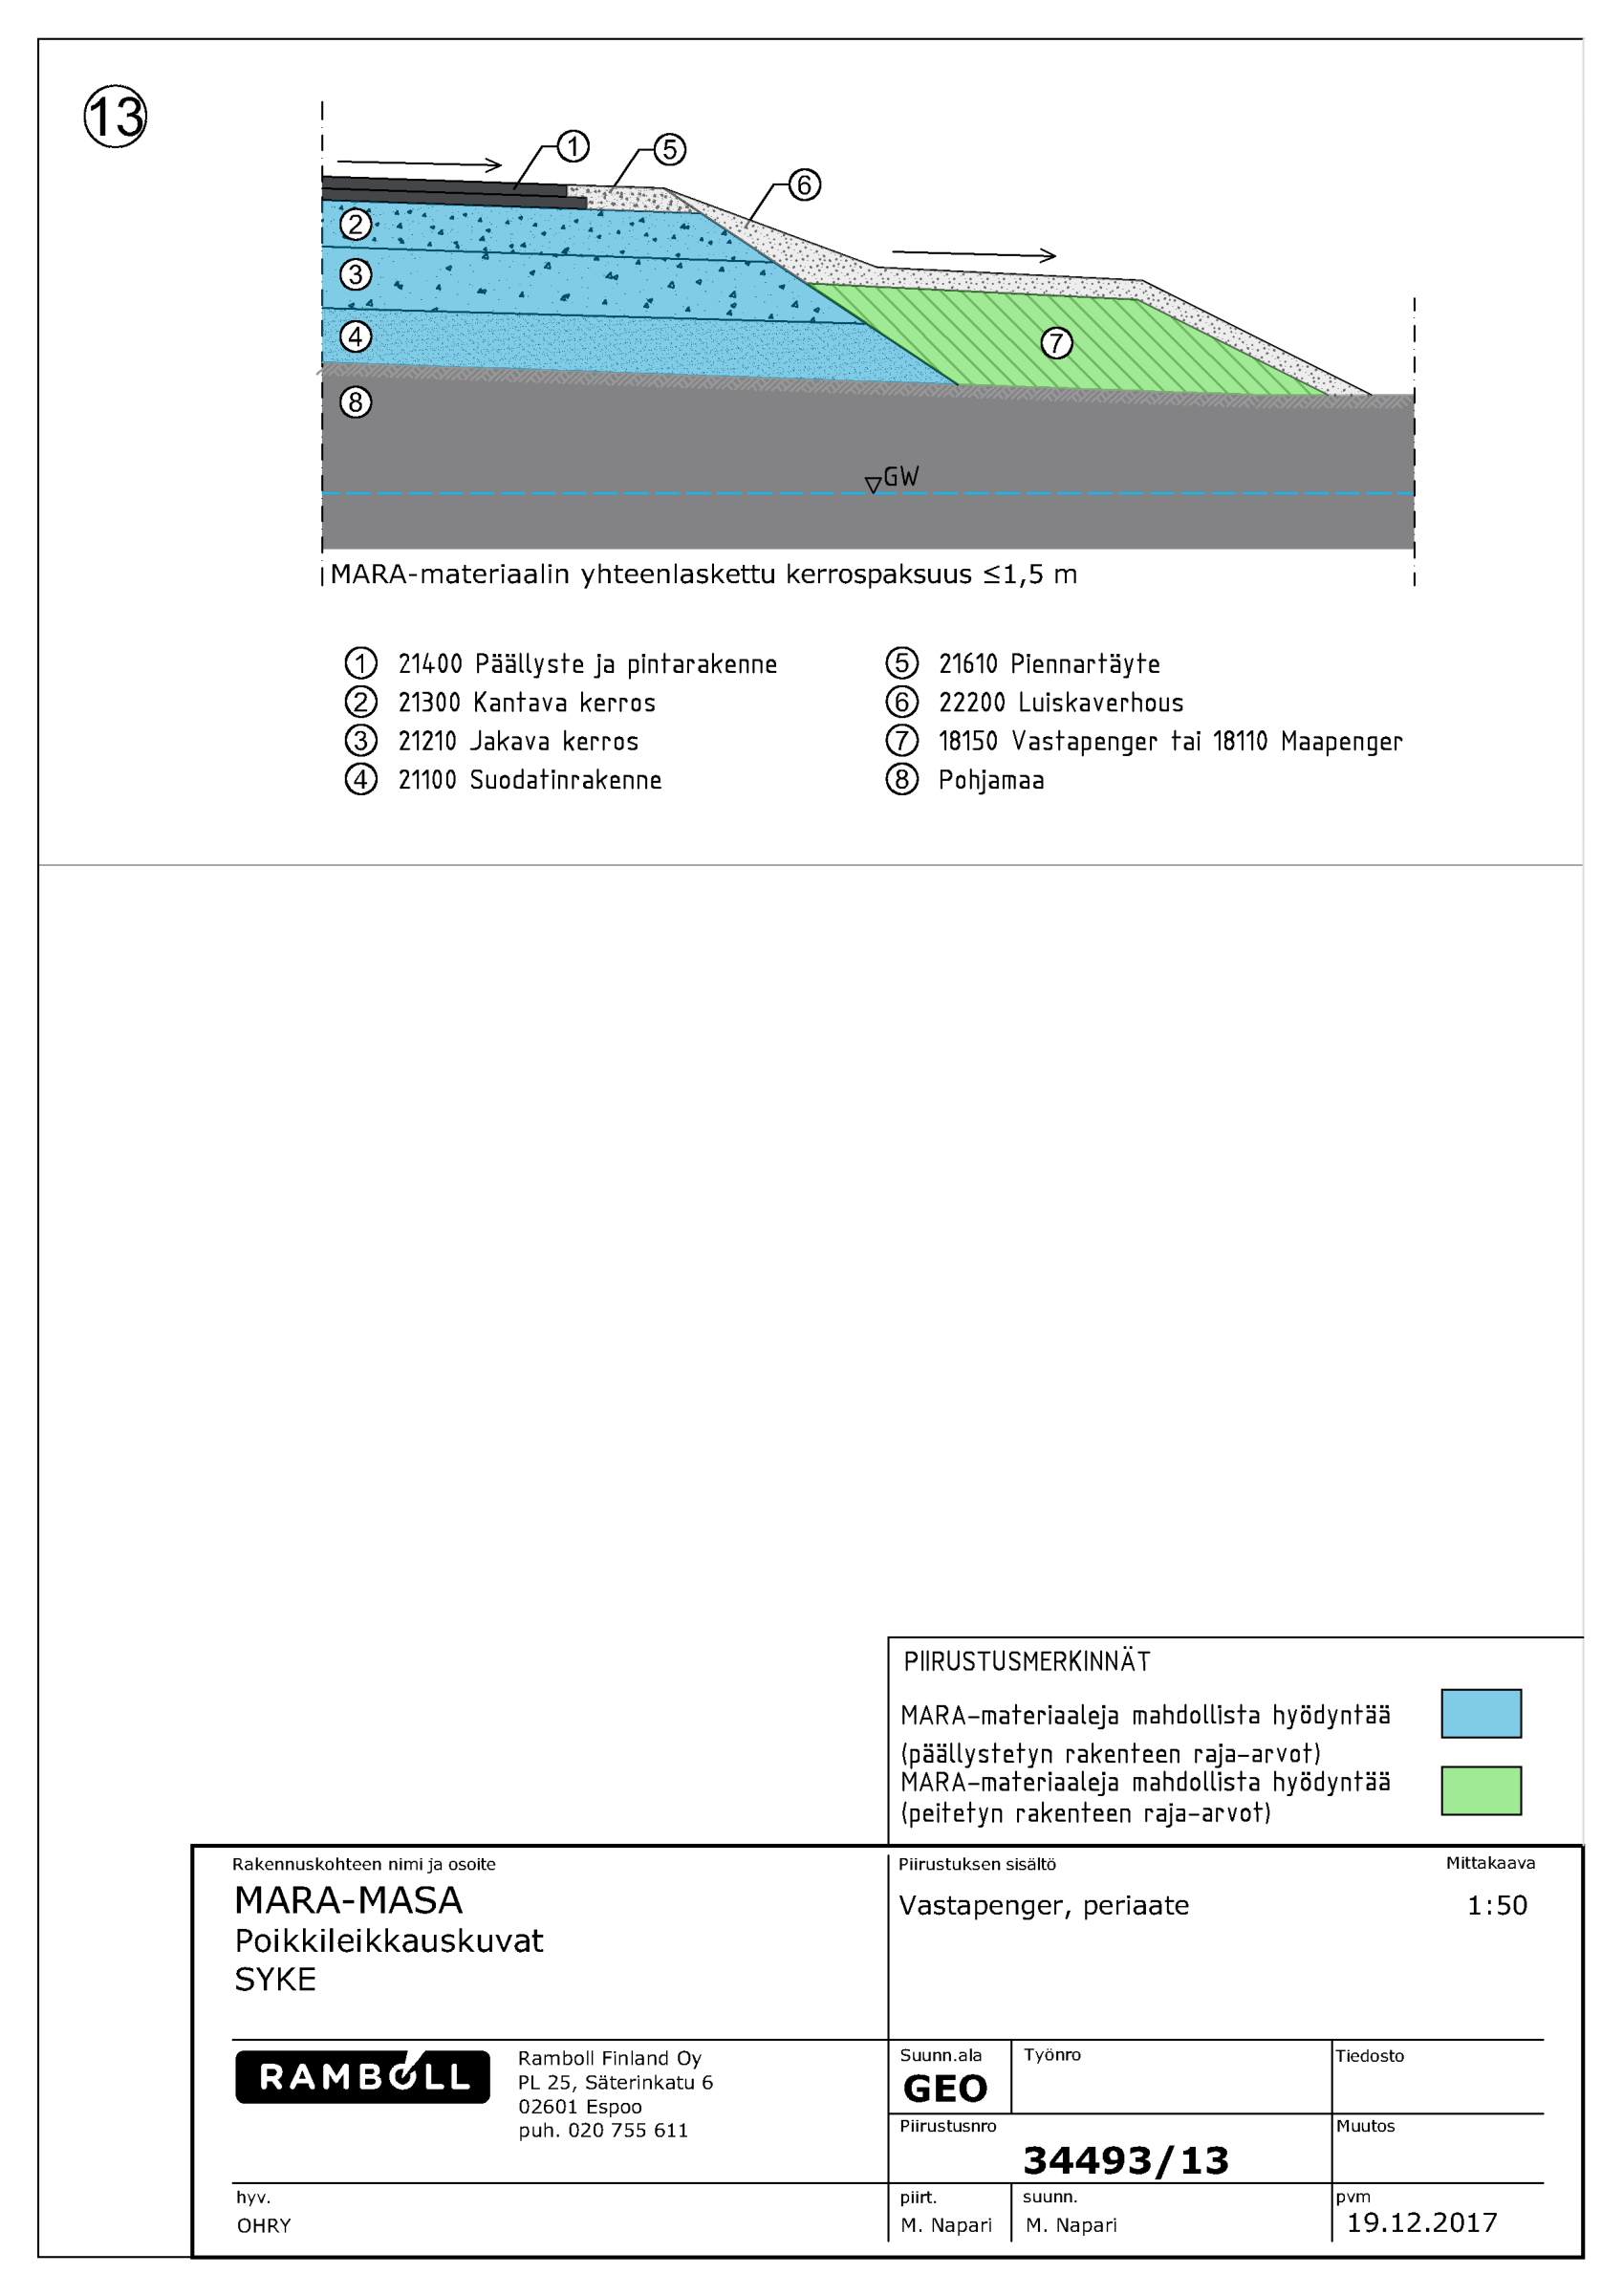 13
1
5
6
2
3
4
7
8
GW
MARA-materiaalin yhteenlaskettu kerrospaksuus ≤1,5 m
1 21400 Päällyste ja pintarakenne
2 21300 Kantava kerros
3 21210 Jakava kerros
4 21100 Suodatinrakenne
5 21610 Piennartäyte
6 22200 Luiskaverhous
7 18150 Vastapenger tai 18110 Maapenger
8 Pohjamaa
PIIRUSTUSMERKINNÄT
MARA-materiaaleja mahdollista hyödyntää
(päällystetyn rakenteen raja-arvot)
MARA-materiaaleja mahdollista hyödyntää
(peitetyn rakenteen raja-arvot)
Rakennuskohteen nimi ja osoite
MARA-MASA
Poikkileikkauskuvat
SYKE
Piirustuksen sisältö
Mittakaava
Vastapenger, periaate
1:50
RAMBOLL
Ramboll Finland Oy
PL 25, Säterinkatu 6
02601 Espoo
puh. 020 755 611
Suunn.ala
GEO
Työnro
Tiedosto
Piirustusnro
34493/13
Muutos
hyv.
OHRY
piirt.
M. Napari
suunn.
M. Napari
pvm
19.12.2017